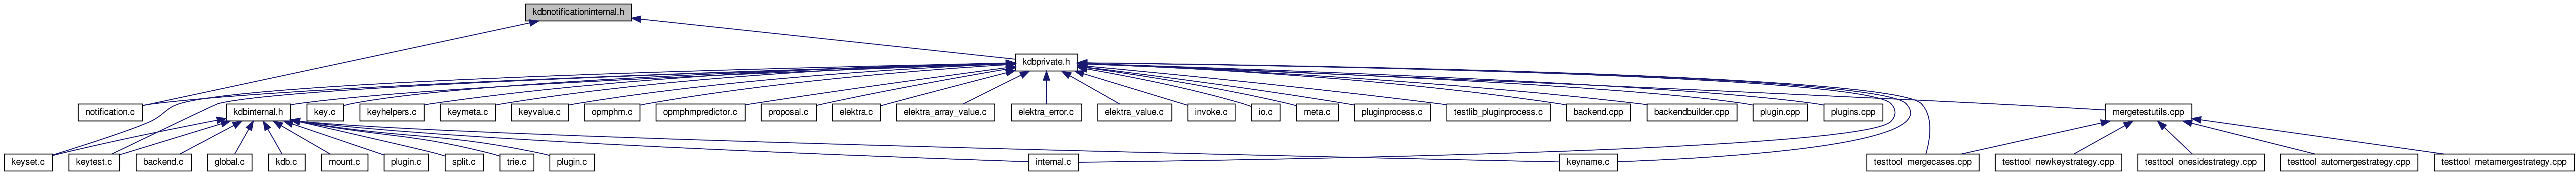 kdbnotificationinternal.h
kdbprivate.h
notification.c
kdbinternal.h
key.c
keyhelpers.c
keymeta.c
keyvalue.c
opmphm.c
opmphmpredictor.c
proposal.c
elektra.c
elektra_array_value.c
elektra_error.c
elektra_value.c
invoke.c
io.c
meta.c
pluginprocess.c
testlib_pluginprocess.c
backend.cpp
backendbuilder.cpp
plugin.cpp
plugins.cpp
mergetestutils.cpp
keyset.c
keytest.c
backend.c
global.c
kdb.c
mount.c
plugin.c
split.c
trie.c
plugin.c
internal.c
keyname.c
testtool_mergecases.cpp
testtool_newkeystrategy.cpp
testtool_onesidestrategy.cpp
testtool_automergestrategy.cpp
testtool_metamergestrategy.cpp